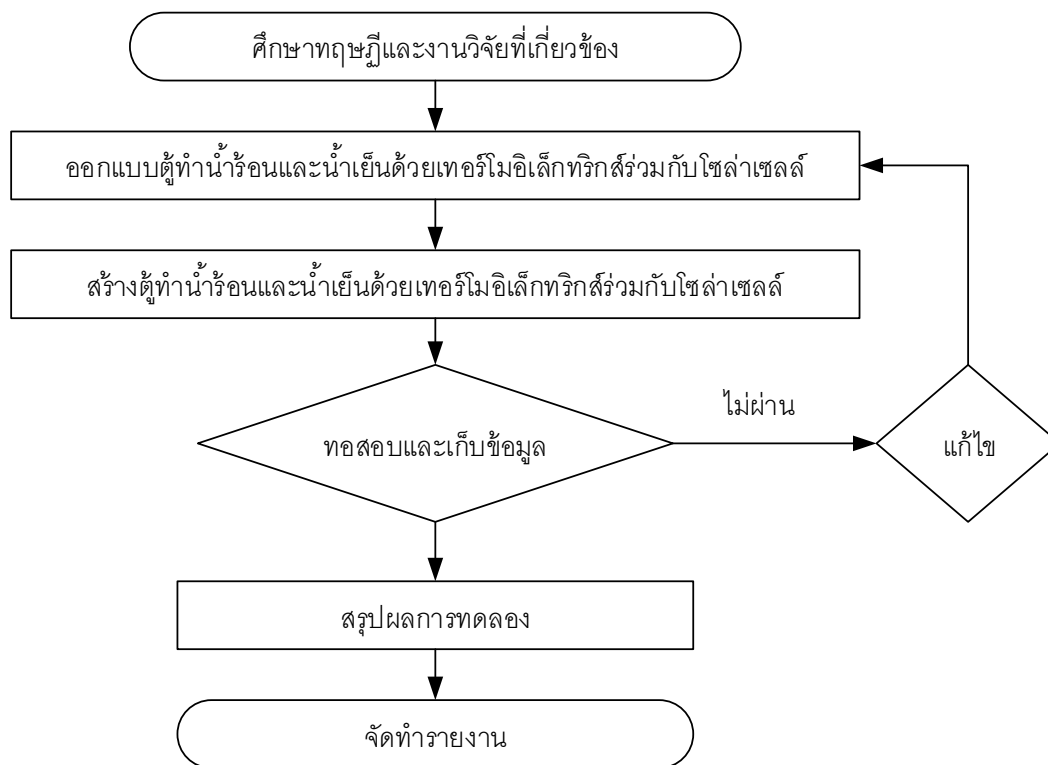 ศึกษาทฤษฎีและงานวิจัยที่เกี่ยวข้อง
ออกแบบตู้ทำน้ำร้อนและน้ำเย็นด้วยเทอร์โมอิเล็กทริกส์ร่วมกับโซล่าเซลล์
สร้างตู้ทำน้ำร้อนและน้ำเย็นด้วยเทอร์โมอิเล็กทริกส์ร่วมกับโซล่าเซลล์
ไม่ผ่าน
ทอสอบและเก็บข้อมูล
แก้ไข
สรุปผลการทดลอง
จัดทำรายงาน